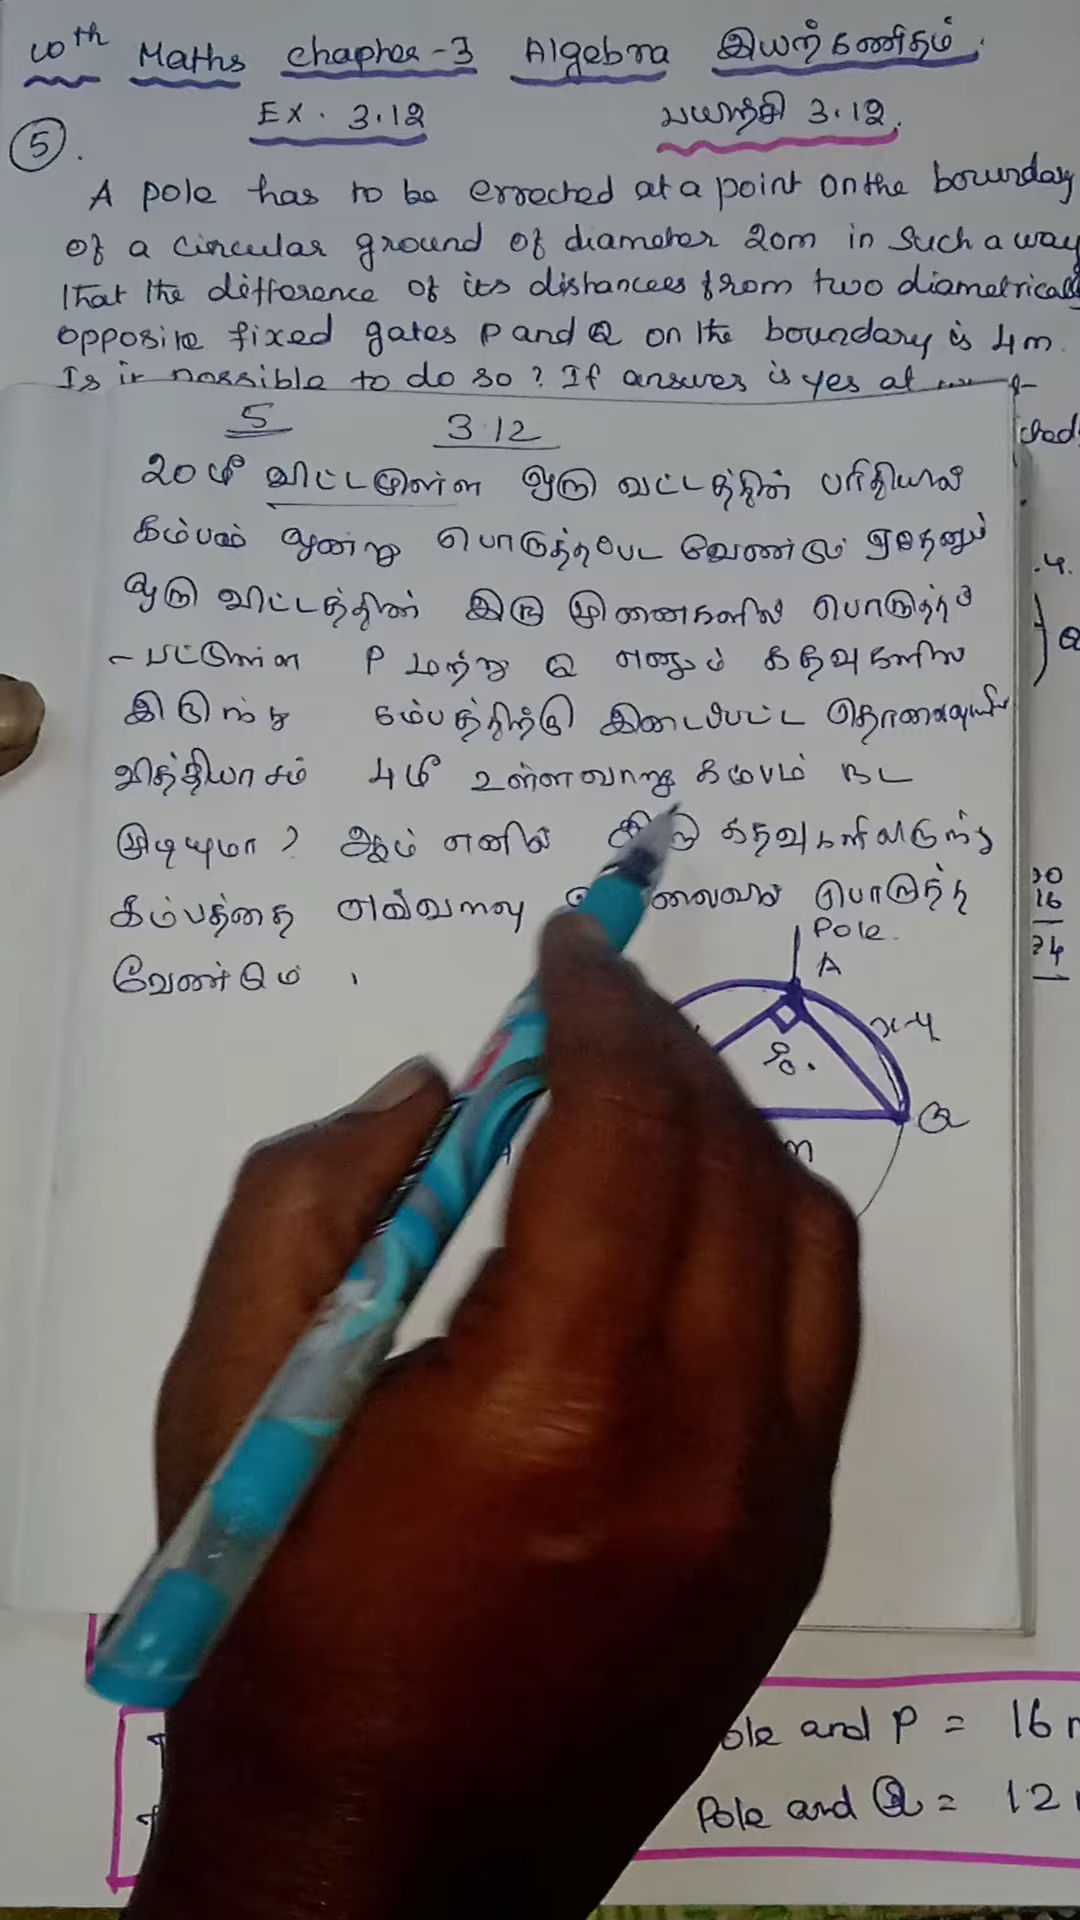 10th Maths chapter-3 Algebra இயற்கணிதம்.
EX. 3.12 பயிற்சி 3.12.
5.
A pole has to be errected at a point on the boundary
of a circular ground of diameter 20m in such a way
that the difference of its distances from two diametrically
opposite fixed gates P and Q on the boundary is 4m.
Is it possible to do so? If answer is yes at
5 3.12
20மீ விட்டமுள்ள ஒரு வட்டத்தின் பரிதியில்
கம்பம் ஒன்று பொருத்தப்பட வேண்டும் ஏதேனும்
ஒரு விட்டத்தின் இரு முனைகளில் பொருத்தப்
-பட்டுள்ள P மற்று Q எனும் கதவுகளில்
இருந்து கம்பத்திற்கு இடைப்பட்ட தொலைவுயின்
வித்தியாசம் 4மீ உள்ளவாறு கம்பம் நட
முடியுமா? ஆம் எனில் இரு கதவுகளிலிருந்து
கம்பத்தை எவ்வளவு பொருத்த
வேண்டும்.
Pole.
A
x-4
90.
Q
m
16
24
ole and P = 16
Pole and Q = 12